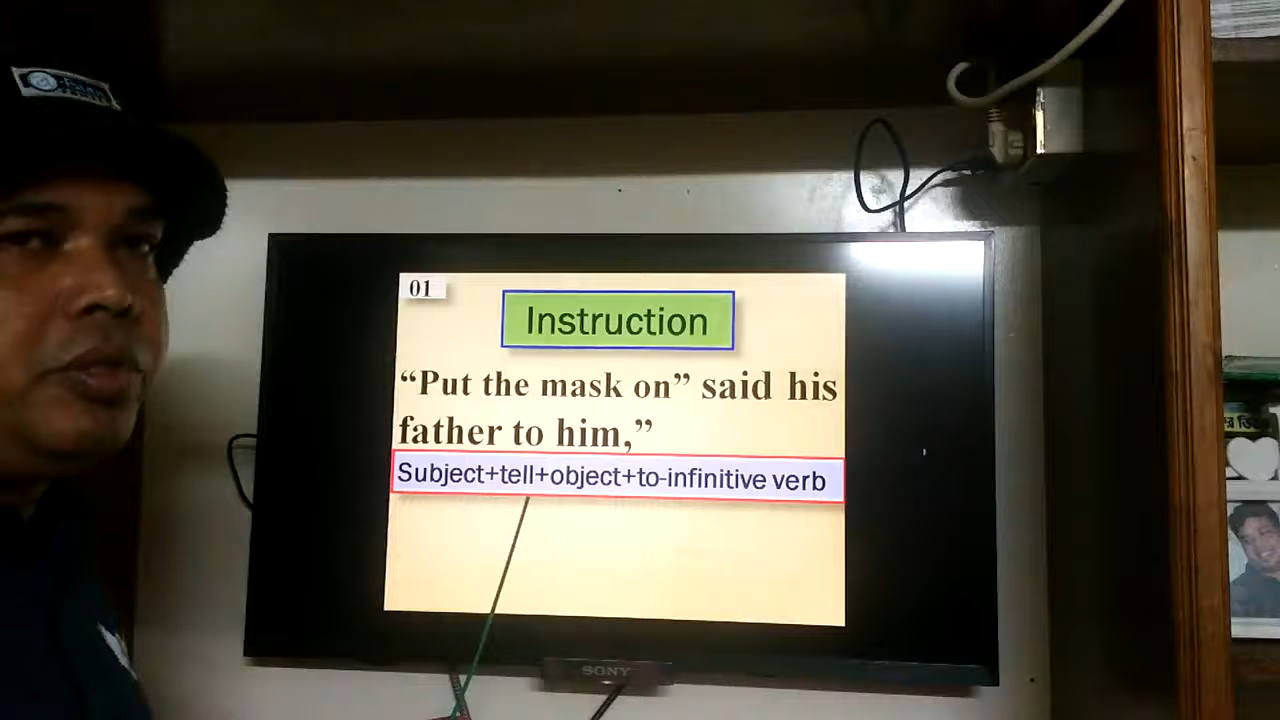 01
Instruction
“Put the mask on” said his
father to him,”
Subject+tell+object+to-infinitive verb
SONY